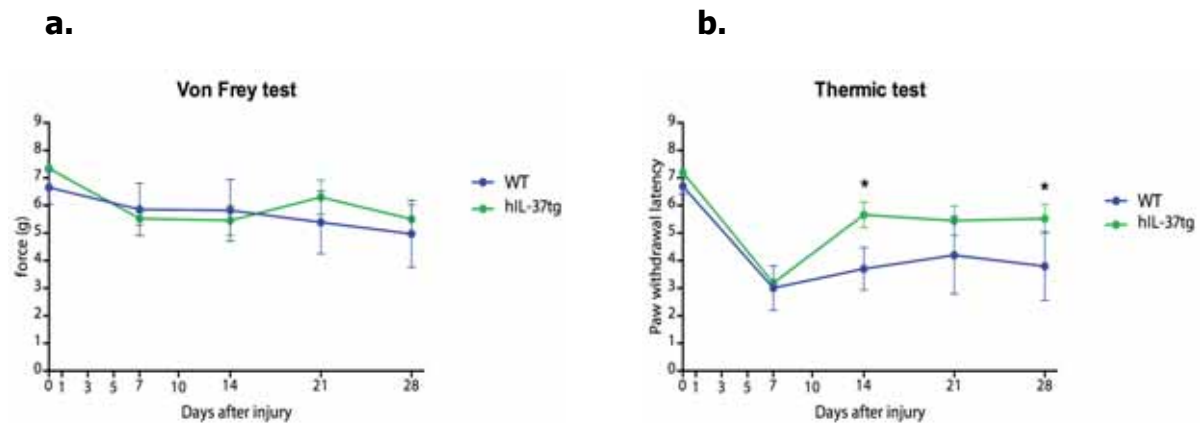 a.
Von Frey test
9
8
7
6
5
4
3
2
1
0
force (g)
0 1 3 5 7 10 14 21 28
Days after injury
WT
hIL-37tg
b.
Thermic test
9
8
7
6
5
4
3
2
1
0
Paw withdrawal latency
* *
0 1 3 5 7 10 14 21 28
Days after injury
WT
hIL-37tg